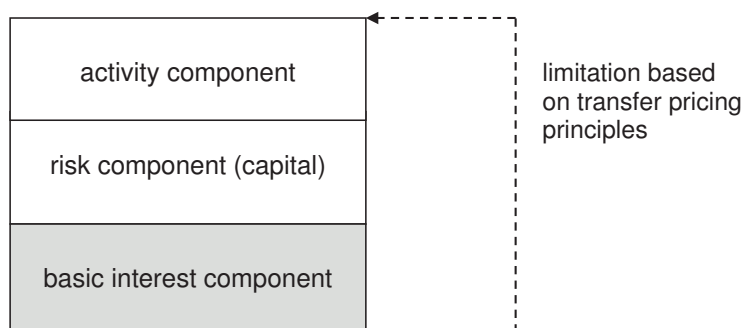 activity component
limitation based
on transfer pricing
principles
risk component (capital)
basic interest component